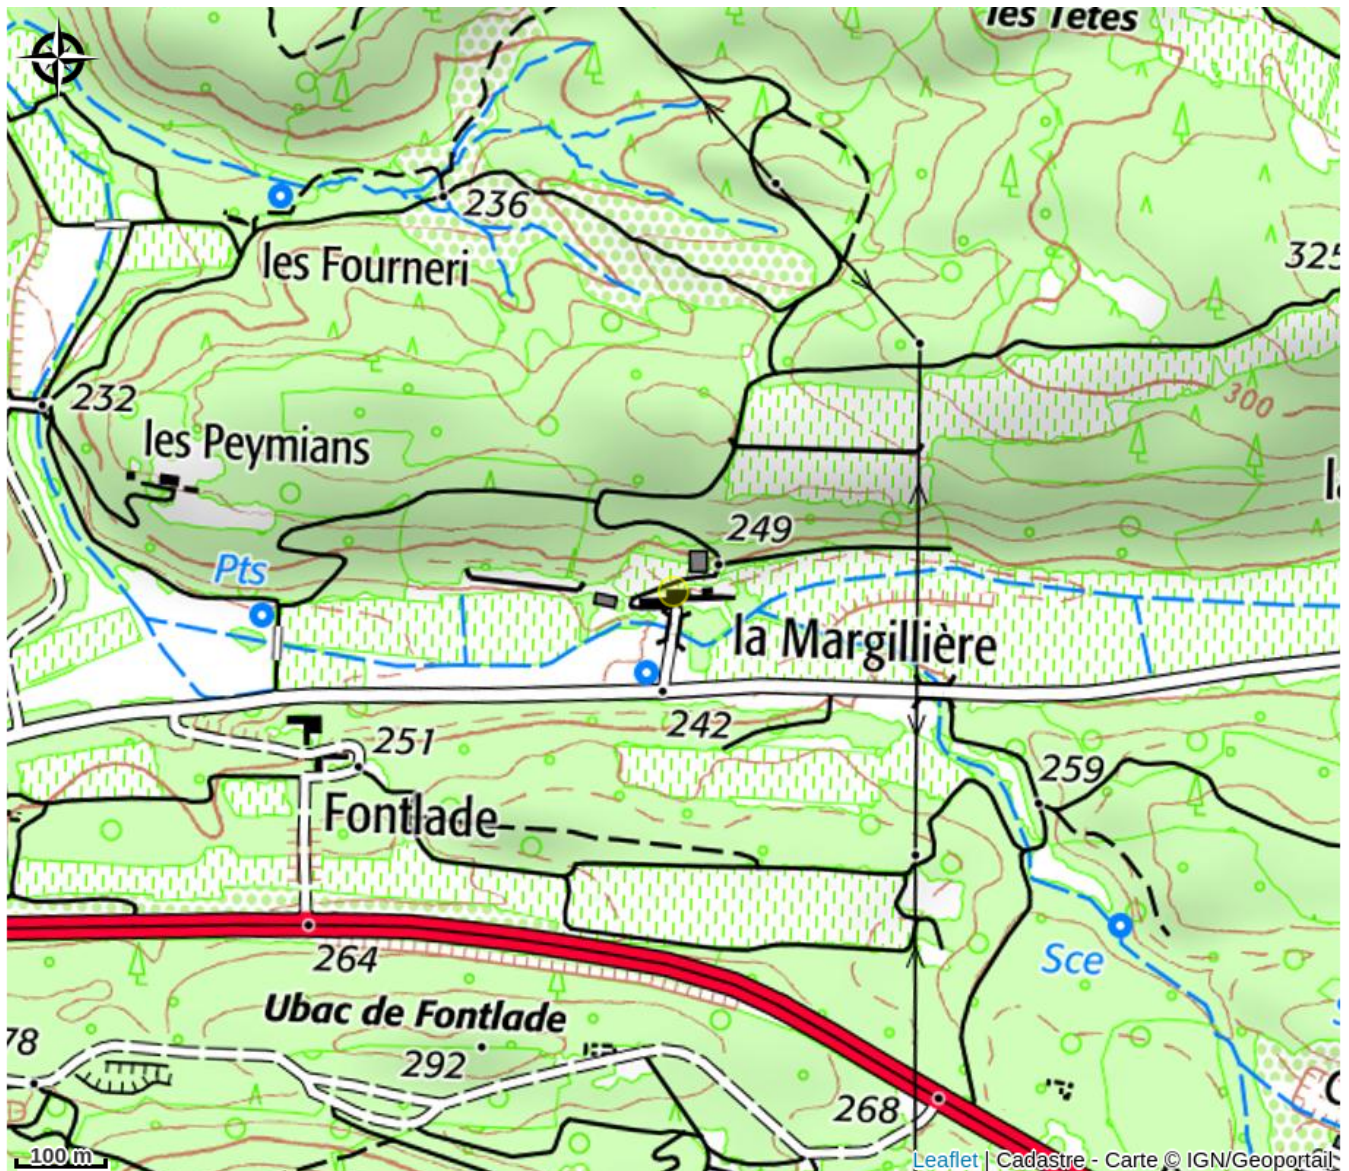 les Têtes
236
les Fourneri
325
232
300
les Peymians
249
Pts
la Margillière
242
251
259
Fontlade
264
Sce
Ubac de Fontlade
78
292
268
100 m
Leaflet | Cadastre - Carte © IGN/Geoportail